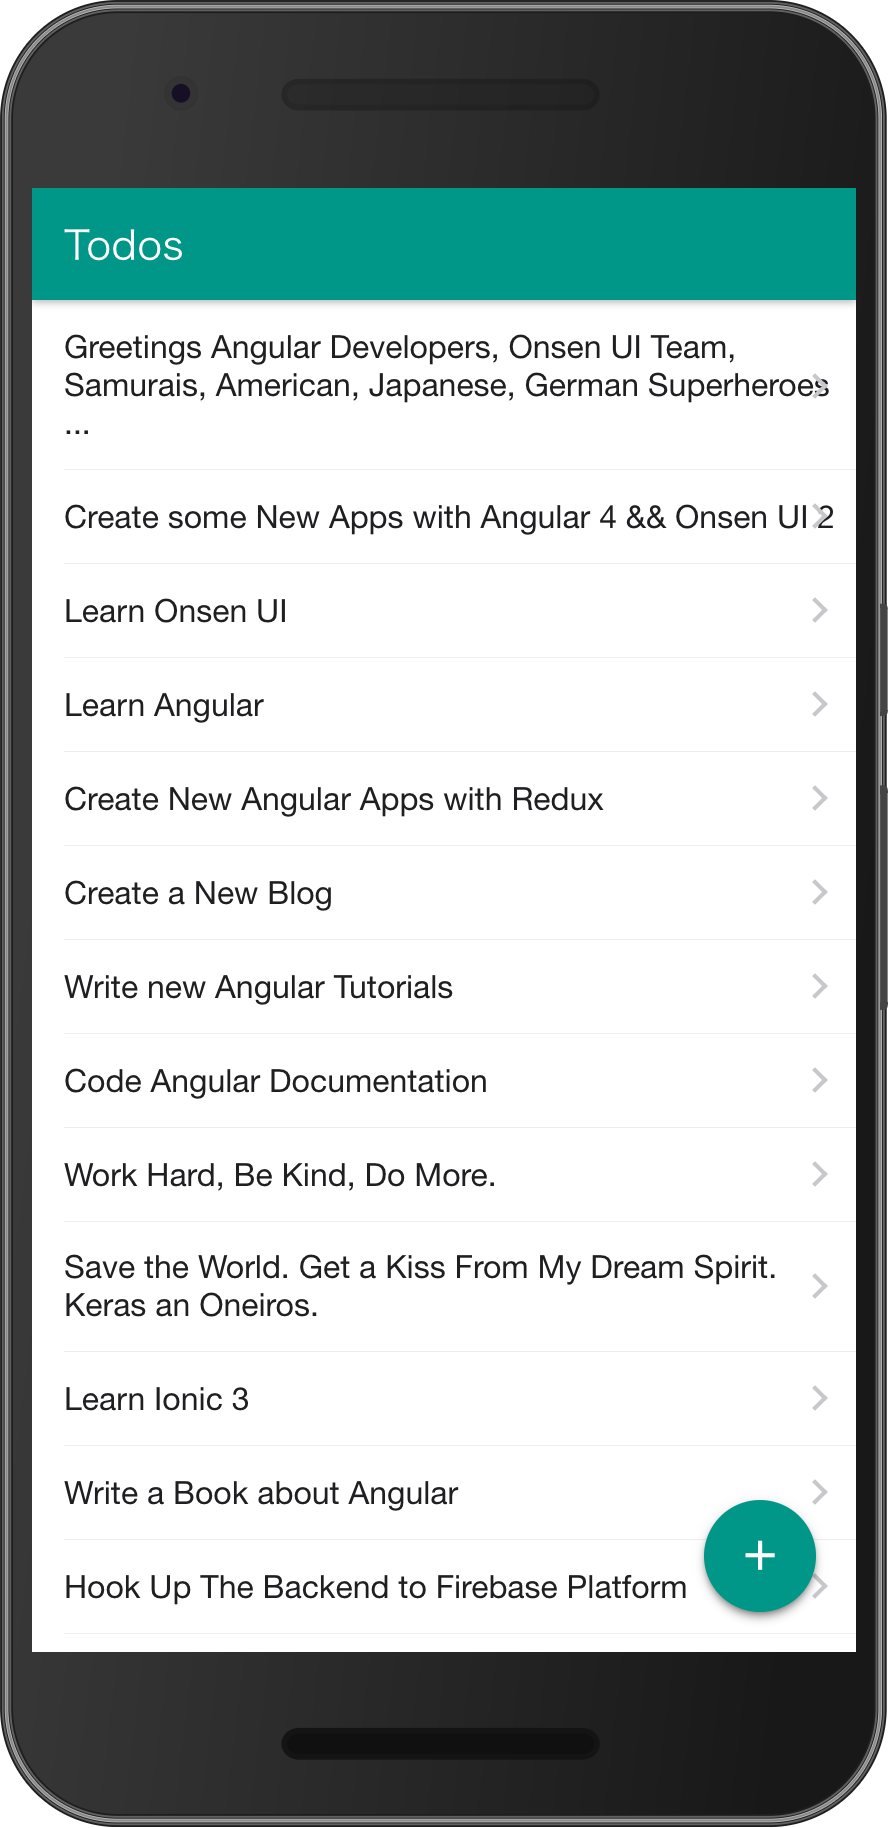 Todos
Greetings Angular Developers, Onsen UI Team,
Samurais, American, Japanese, German Superheroes
...
Create some New Apps with Angular 4 && Onsen UI 2
Learn Onsen UI
Learn Angular
Create New Angular Apps with Redux
Create a New Blog
Write new Angular Tutorials
Code Angular Documentation
Work Hard, Be Kind, Do More.
Save the World. Get a Kiss From My Dream Spirit.
Keras an Oneiros.
Learn Ionic 3
Write a Book about Angular
Hook Up The Backend to Firebase Platform